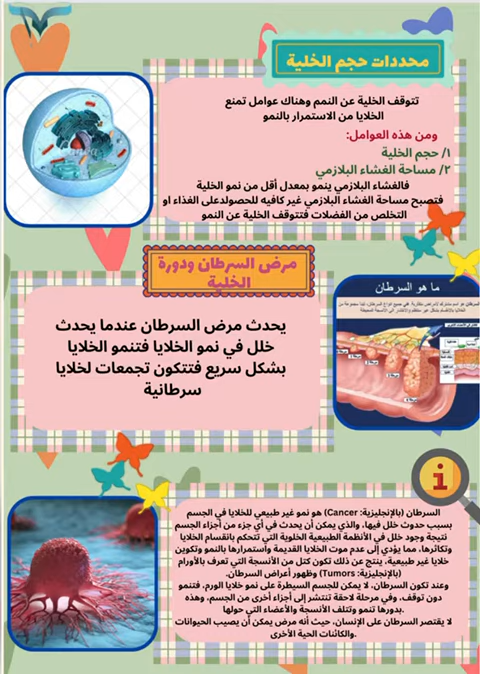 محددات حجم الخلية
تتوقف الخلية عن النمم وهناك عوامل تمنع
الخلايا من الاستمرار بالنمو
ومن هذه العوامل:
١/ حجم الخلية
٢/ مساحة الغشاء البلازمي
فالغشاء البلازمي ينمو بمعدل أقل من نمو الخلية
فتصبح مساحة الغشاء البلازمي غير كافيه للحصولدعلى الغذاء او
التخلص من الفضلات فتتوقف الخلية عن النمو
مرض السرطان ودورة
الخلية
يحدث مرض السرطان عندما يحدث
خلل في نمو الخلايا فتنمو الخلايا
بشكل سريع فتتكون تجمعات لخلايا
سرطانية
ما هو السرطان
السرطان (بالإنجليزية: Cancer) هو نمو غير طبيعي للخلايا في الجسم
بسبب حدوث خلل فيها، والذي يمكن أن يحدث في أي جزء من أجزاء الجسم
نتيجة وجود خلل في الأنظمة الطبيعية الخلوية التي تتحكم بانقسام الخلايا
وتكاثرها، مما يؤدي إلى عدم موت الخلايا القديمة واستمرارها بالنمو وتكوين
خلايا غير طبيعية، ينتج عن ذلك تكون كتل من الأنسجة التي تعرف بالأورام
(بالإنجليزية: Tumors) وظهور أعراض السرطان.
وعند تكون السرطان، لا يمكن للجسم السيطرة على نمو خلايا الورم، فتنمو
دون توقف، وفي مرحلة لاحقة تنتشر إلى أجزاء أخرى من الجسم، وهذه
بدورها تنمو وتتلف الأنسجة والأعضاء التي حولها.
لا يقتصر السرطان على الإنسان، حيث أنه مرض يمكن أن يصيب الحيوانات
والكائنات الحية الأخرى.